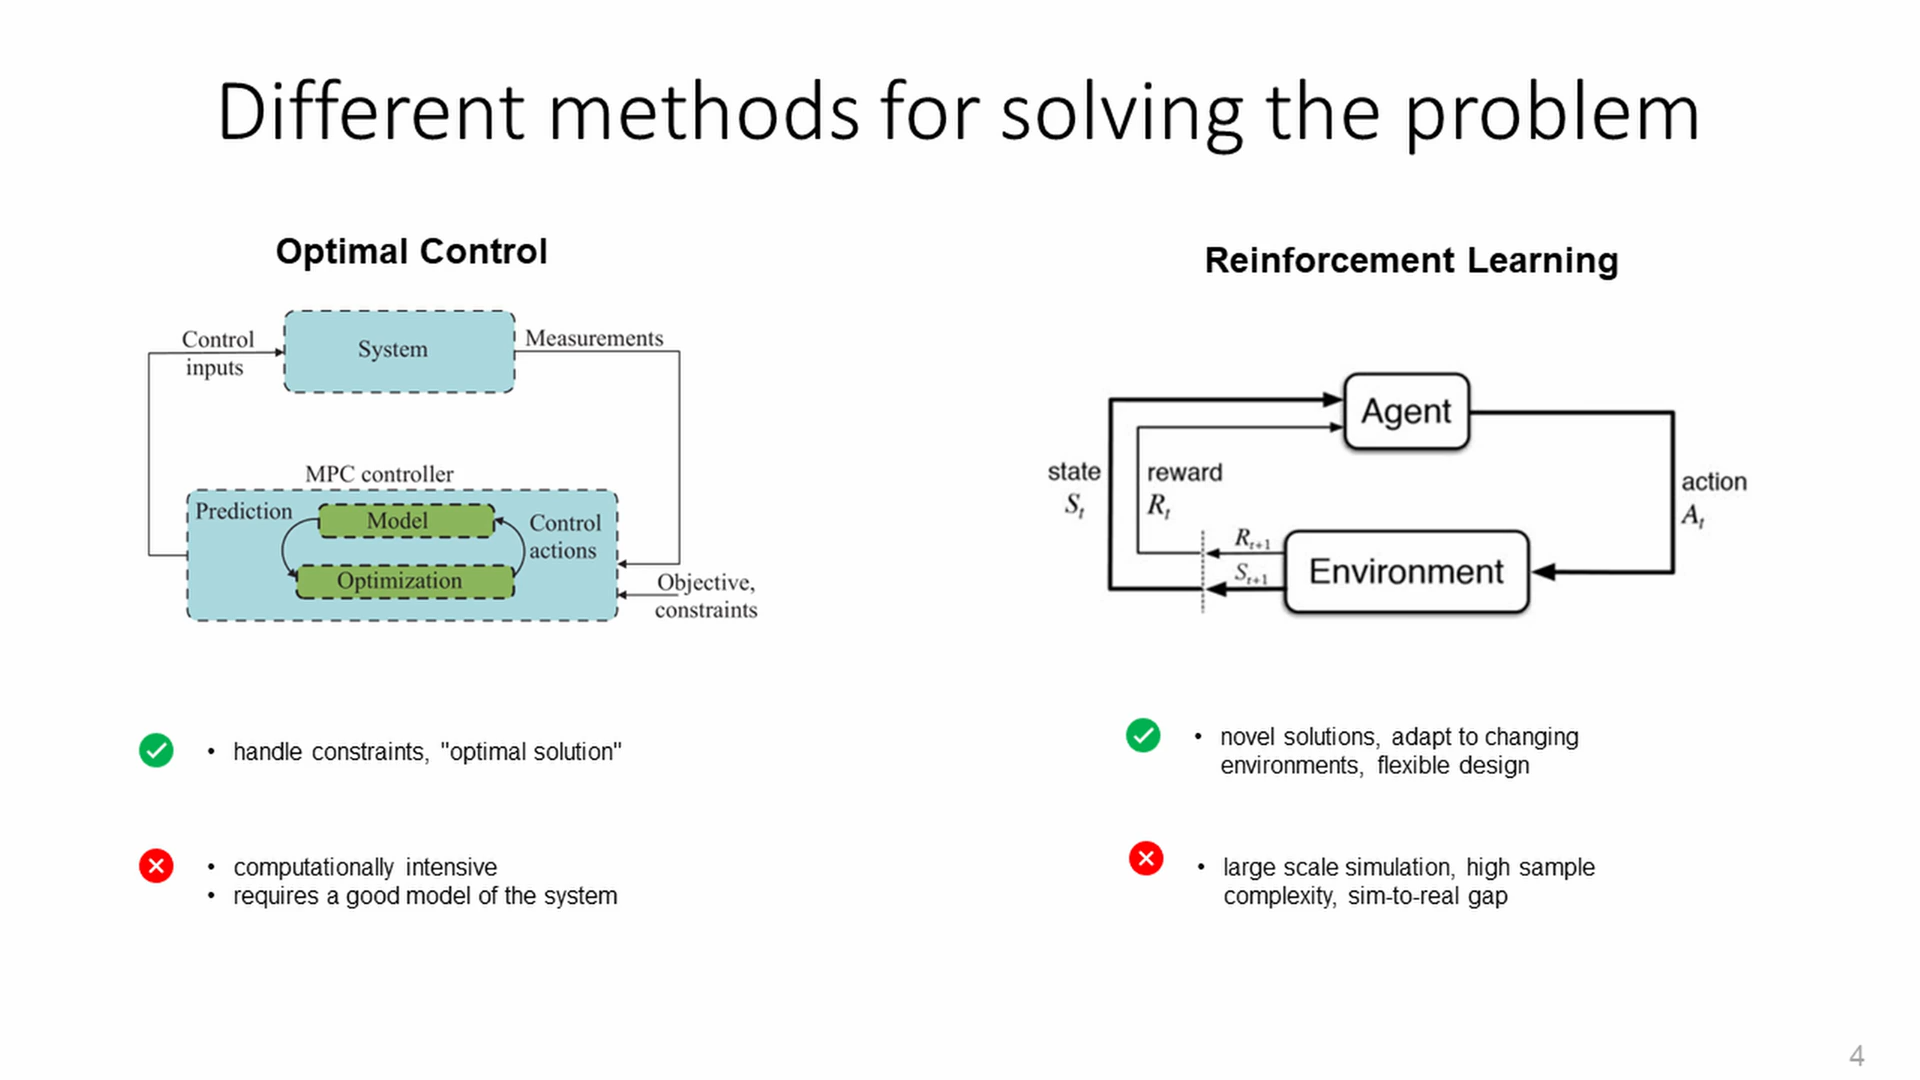 Different methods for solving the problem
Optimal Control
Control
inputs
System
Measurements
MPC controller
Prediction
Model
Control
actions
Optimization
Objective,
constraints
• handle constraints, "optimal solution"
• computationally intensive
• requires a good model of the system
Reinforcement Learning
Agent
state
S_t
reward
R_t
action
A_t
R_{t+1}
S_{t+1}
Environment
• novel solutions, adapt to changing
environments, flexible design
• large scale simulation, high sample
complexity, sim-to-real gap
4